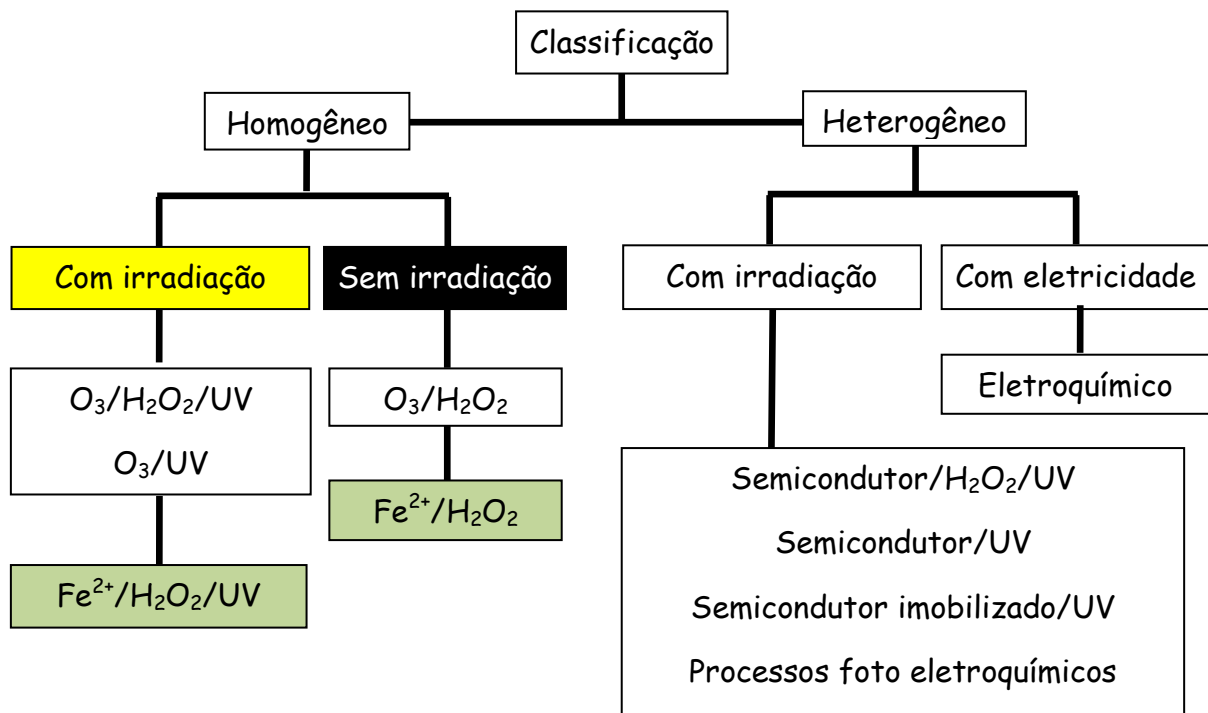 Classificação
Homogêneo
Heterogêneo
Com irradiação
Sem irradiação
Com irradiação
Com eletricidade
O₃/H₂O₂/UV
O₃/UV
O₃/H₂O₂
Fe²⁺/H₂O₂
Fe²⁺/H₂O₂/UV
Eletroquímico
Semicondutor/H₂O₂/UV
Semicondutor/UV
Semicondutor imobilizado/UV
Processos foto eletroquímicos